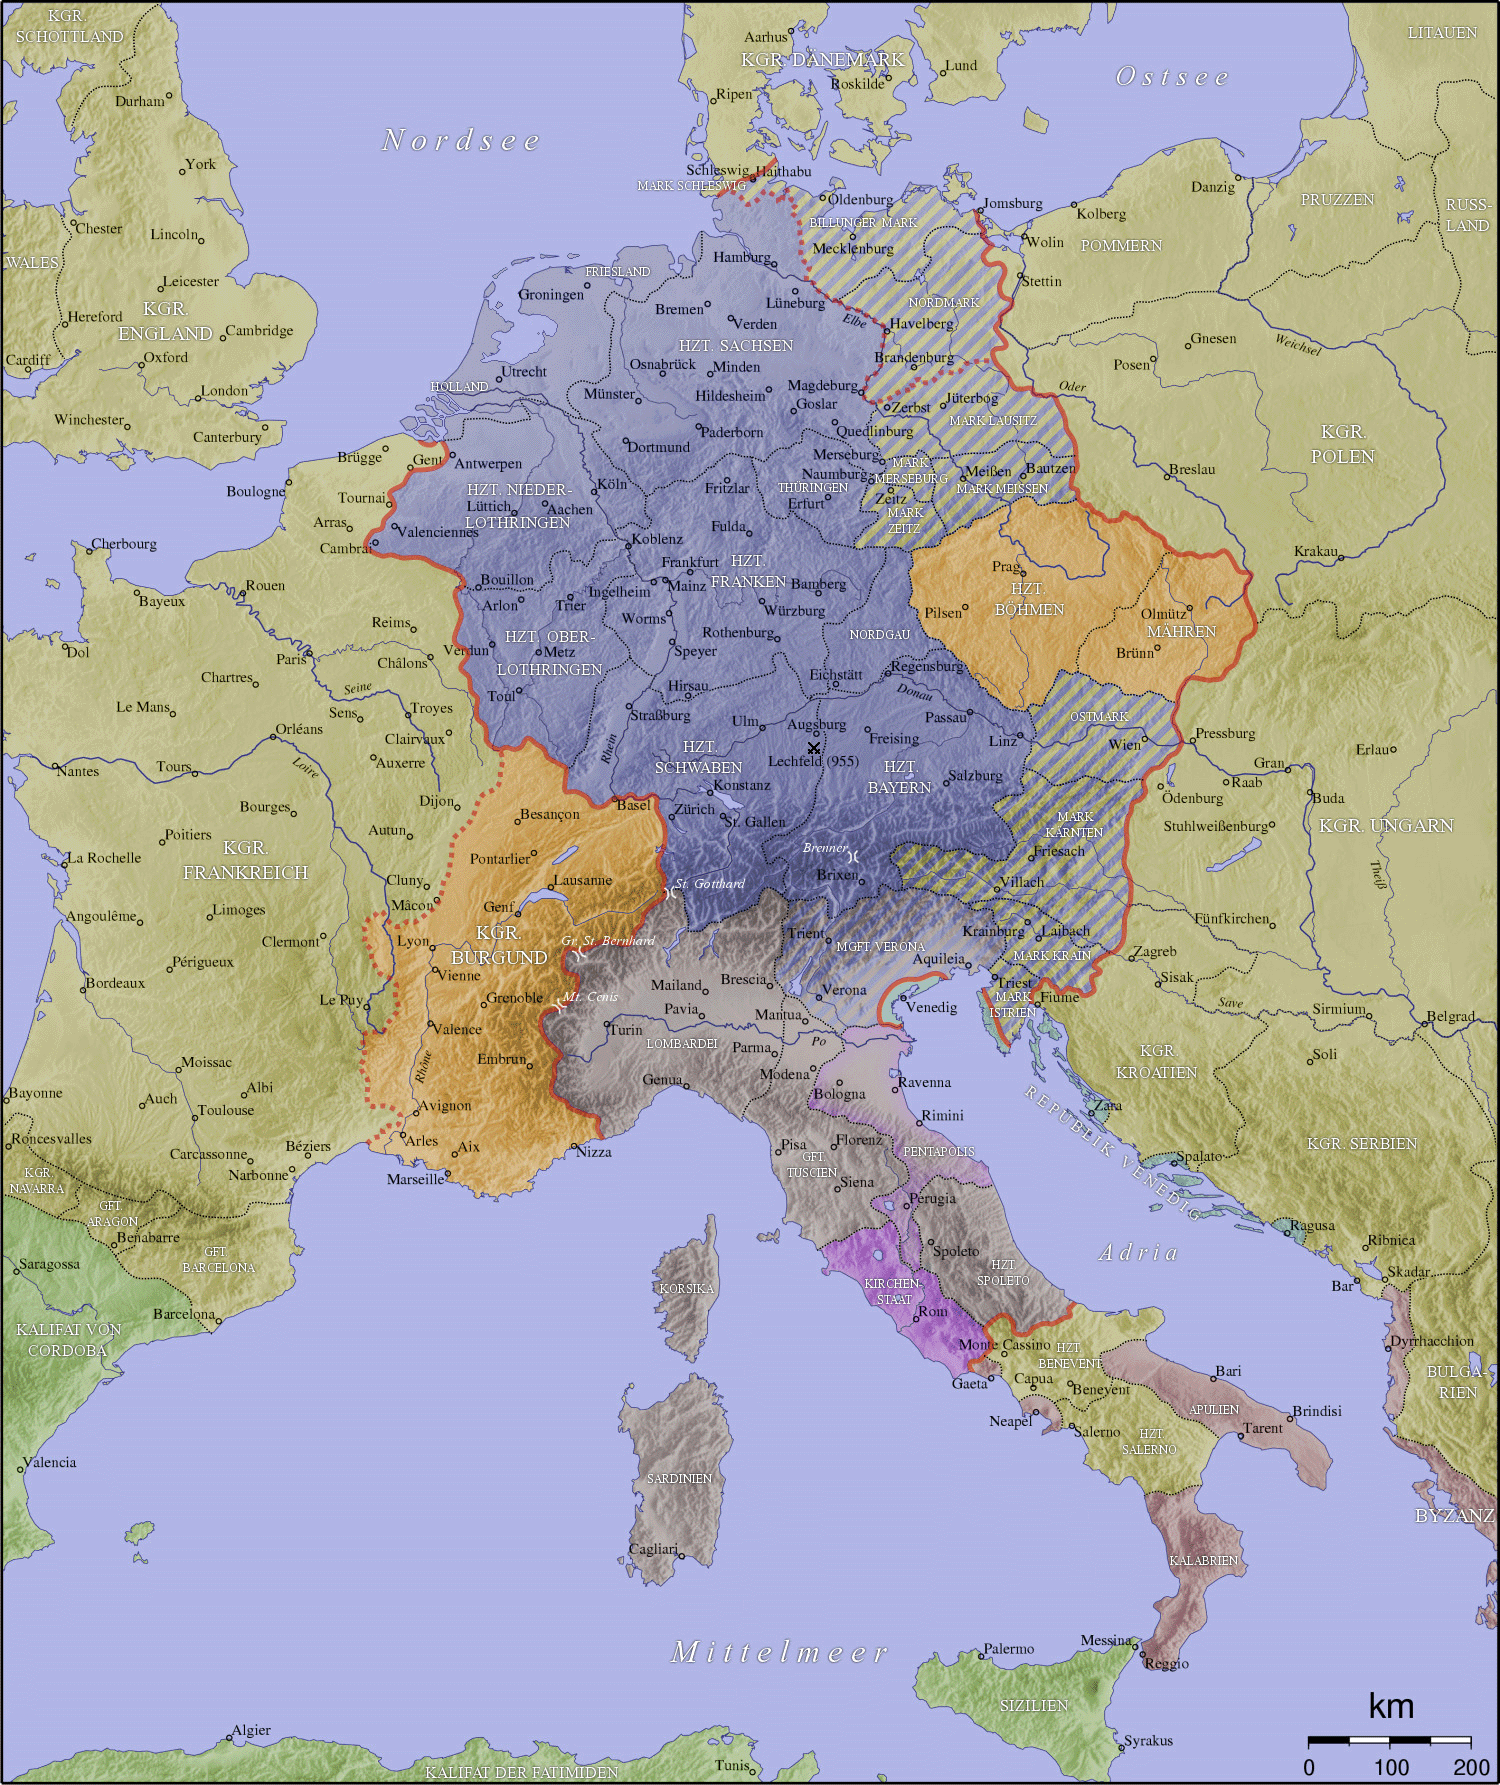 KGR.
SCHOTTLAND
Durham
York
Chester
Lincoln
WALES
Leicester
KGR.
ENGLAND
Hereford
Cambridge
Cardiff
Oxford
London
Winchester
Canterbury
Nordsee
Ostsee
Aarhus
KGR. DÄNEMARK
Roskilde
Lund
Ripen
Schleswig
Haithabu
MARK SCHLESWIG
LITAUEN
PRUZZEN
RUSS-
LAND
Danzig
Kolberg
POMMERN
Jomsburg
Wolin
Stettin
Oldenburg
BILLUNGER MARK
Mecklenburg
Hamburg
FRIESLAND
Groningen
Bremen
Lüneburg
NORDMARK
Verden
Elbe
Havelberg
HZT. SACHSEN
Brandenburg
Osnabrück
Minden
Utrecht
HOLLAND
Münster
Hildesheim
Magdeburg
Goslar
Zerbst
Jüterbog
MARK LAUSITZ
Quedlinburg
Paderborn
Dortmund
Merseburg
Naumburg
MARK
MERSEBURG
Meißen
Bautzen
MARK MEISSEN
THÜRINGEN
Erfurt
Zeitz
MARK
ZEITZ
Gnesen
Posen
Weichsel
Oder
KGR.
POLEN
Breslau
Krakau
Brügge
Gent
Antwerpen
Boulogne
Tournai
HZT. NIEDER-
LOTHRINGEN
Lüttich
Aachen
Köln
Fritzlar
Arras
Valenciennes
Cambrai
Fulda
Koblenz
Frankfurt
HZT.
FRANKEN
Bamberg
Mainz
Ingelheim
Würzburg
Bouillon
Arlon
Trier
Worms
Rothenburg
NORDGAU
Speyer
HZT. OBER-
LOTHRINGEN
Verdun
Metz
Toul
Prag
HZT.
BÖHMEN
Pilsen
Olmütz
MÄHREN
Brünn
Cherbourg
Bayeux
Rouen
Reims
Dol
Paris
Châlons
Chartres
Seine
Le Mans
Sens
Troyes
Orléans
Clairvaux
Auxerre
Nantes
Tours
Loire
Bourges
Dijon
Autun
Poitiers
La Rochelle
KGR.
FRANKREICH
Cluny
Mâcon
Angoulême
Limoges
Clermont
Périgueux
Bordeaux
Le Puy
Moissac
Albi
Auch
Toulouse
Bayonne
Roncesvalles
Carcassonne
Béziers
Narbonne
KGR.
NAVARRA
GFT.
ARAGON
Benabarre
GFT.
BARCELONA
Saragossa
Barcelona
KALIFAT VON
CORDOBA
Valencia
Hirsau
Straßburg
Rhein
Ulm
Augsburg
Lechfeld (955)
HZT.
SCHWABEN
Eichstätt
Regensburg
Donau
Passau
Freising
Linz
HZT.
BAYERN
Salzburg
Konstanz
Zürich
St. Gallen
Basel
Brenner
Brixen
St. Gotthard
OSTMARK
Wien
MARK
KÄRNTEN
Friesach
Villach
Krainburg
Laibach
MARK KRAIN
Pressburg
Gran
Raab
Ödenburg
Buda
Erlau
Stuhlweißenburg
KGR. UNGARN
Theiß
Fünfkirchen
Zagreb
Sisak
Save
Sirmium
Belgrad
Besançon
Pontarlier
Lausanne
Genf
KGR.
BURGUND
Gr. St. Bernhard
Lyon
Vienne
Grenoble
Mt. Cenis
Valence
Embrun
Rhône
Avignon
Arles
Aix
Marseille
Nizza
Trient
MGFT. VERONA
Aquileia
Mailand
Brescia
Verona
Venedig
Triest
MARK
ISTRIEN
Fiume
Pavia
Mantua
Turin
LOMBARDEI
Po
Parma
Genua
Modena
Bologna
Ravenna
Rimini
PENTAPOLIS
Pisa
Florenz
GFT.
TUSCIEN
Siena
Perugia
Spoleto
HZT.
SPOLETO
KIRCHEN-
STAAT
Rom
KORSIKA
SARDINIEN
Cagliari
KGR.
KROATIEN
Soli
Zara
REPUBLIK VENEDIG
Spalato
KGR. SERBIEN
Ragusa
Ribnica
Skadar
Bar
Adria
Dyrrhacchion
BULGA-
RIEN
BYZANZ
Monte Cassino
HZT.
BENEVENT
Gaeta
Capua
Benevent
Neapel
Salerno
HZT.
SALERNO
Bari
APULIEN
Brindisi
Tarent
KALABRIEN
Mittelmeer
Messina
Reggio
Palermo
SIZILIEN
Syrakus
Algier
KALIFAT DER FATIMIDEN
Tunis
km
0 100 200